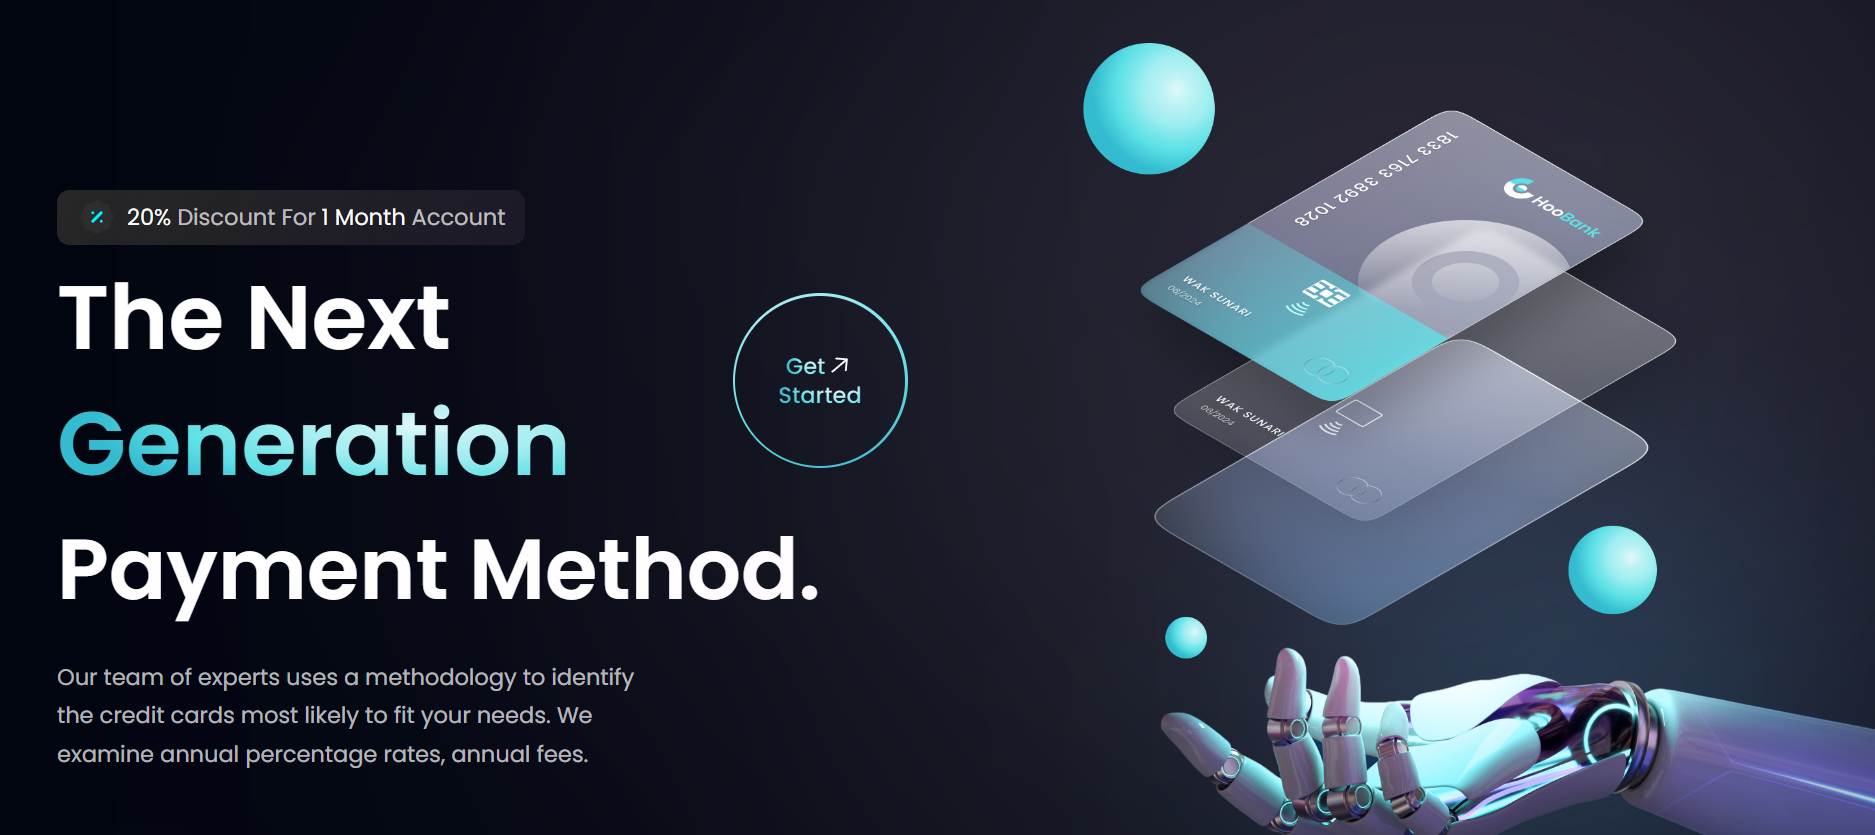 20% Discount For 1 Month Account
The Next
Generation
Payment Method.
Get
Started
Our team of experts uses a methodology to identify
the credit cards most likely to fit your needs. We
examine annual percentage rates, annual fees.
1833 7163 3892 1028
HooBank
WAK SUNARI
08/2024
WAK SUNARI
08/2024